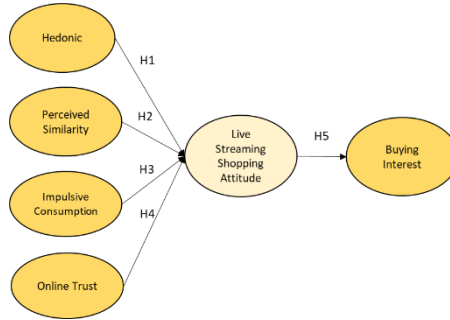 Hedonic
H1
Perceived
Similarity
H2
Live
Streaming
Shopping
Attitude
H5
Buying
Interest
Impulsive
Consumption
H3
H4
Online Trust